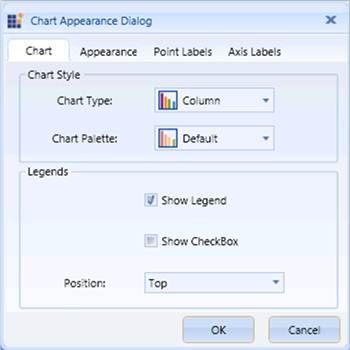 Chart Appearance Dialog
Chart Appearance Point Labels Axis Labels
Chart Style
Chart Type: Column
Chart Palette: Default
Legends
Show Legend
Show CheckBox
Position: Top
OK Cancel